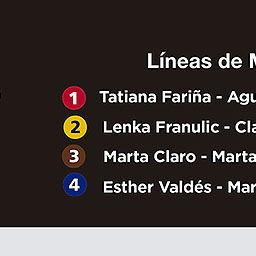 Líneas de
1 Tatiana Fariña - Agu
2 Lenka Franulic - Cla
3 Marta Claro - Marta
4 Esther Valdés - Mar